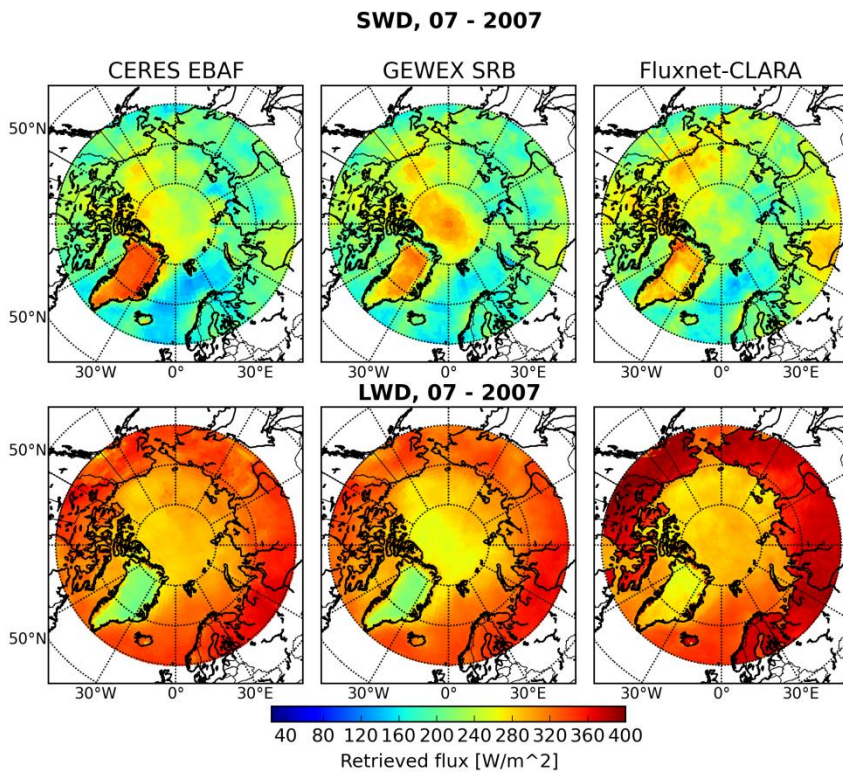 SWD, 07 - 2007
CERES EBAF GEWEX SRB Fluxnet-CLARA
50°N
50°N
30°W 0° 30°E 30°W 0° 30°E 30°W 0° 30°E
LWD, 07 - 2007
50°N
50°N
30°W 0° 30°E 30°W 0° 30°E 30°W 0° 30°E
40 80 120 160 200 240 280 320 360 400
Retrieved flux [W/m^2]